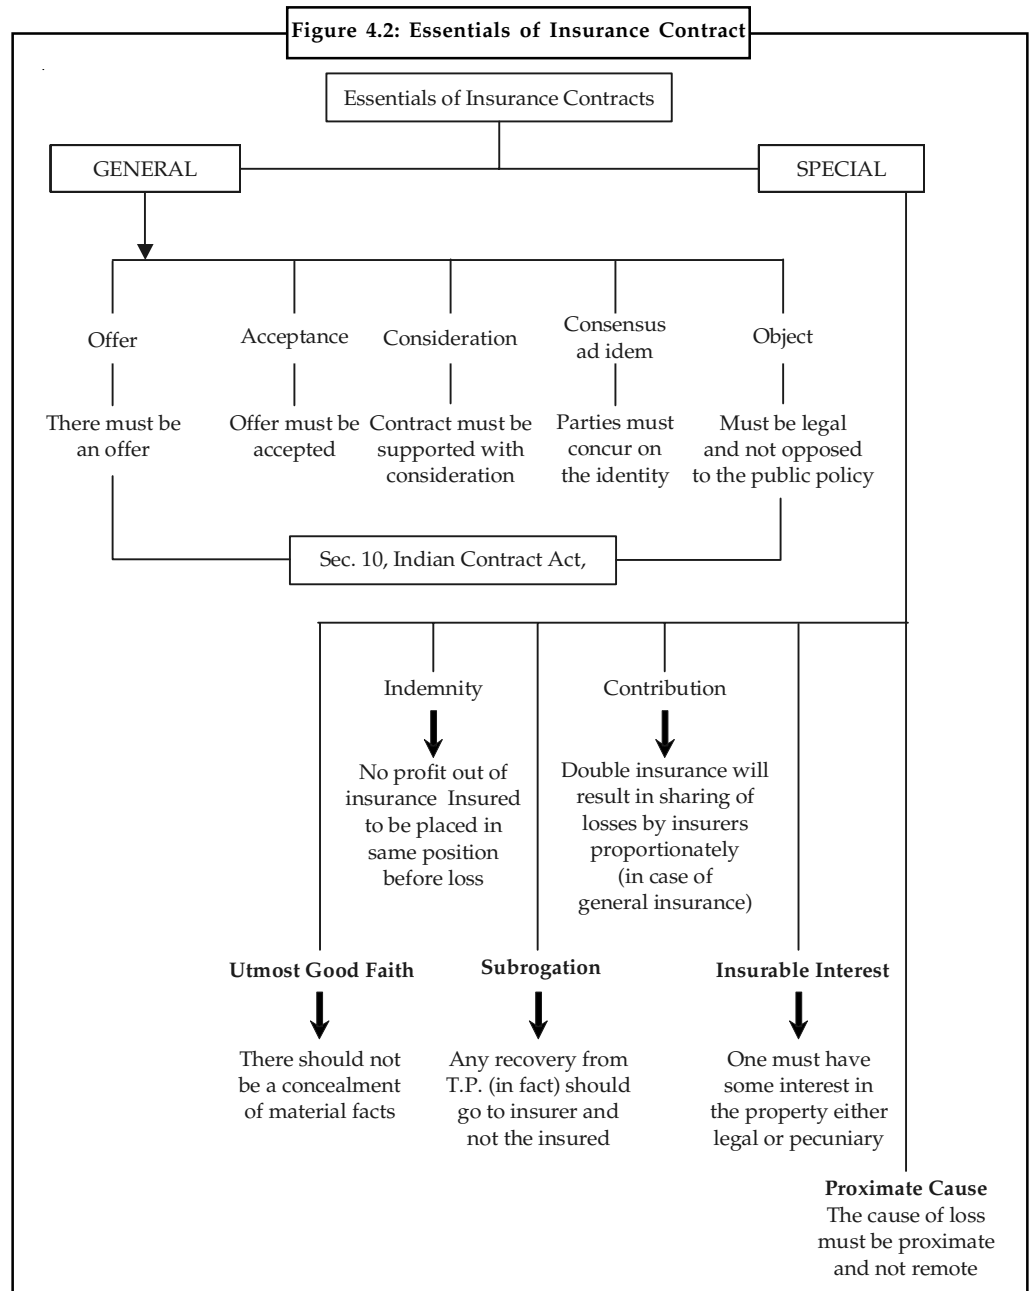 Figure 4.2: Essentials of Insurance Contract
Essentials of Insurance Contracts
GENERAL
SPECIAL
Offer
Acceptance
Consideration
Consensus
ad idem
Object
There must be
an offer
Offer must be
accepted
Contract must be
supported with
consideration
Parties must
concur on
the identity
Must be legal
and not opposed
to the public policy
Sec. 10, Indian Contract Act,
Indemnity
No profit out of
insurance Insured
to be placed in
same position
before loss
Contribution
Double insurance will
result in sharing of
losses by insurers
proportionately
(in case of
general insurance)
Utmost Good Faith
There should not
be a concealment
of material facts
Subrogation
Any recovery from
T.P. (in fact) should
go to insurer and
not the insured
Insurable Interest
One must have
some interest in
the property either
legal or pecuniary
Proximate Cause
The cause of loss
must be proximate
and not remote